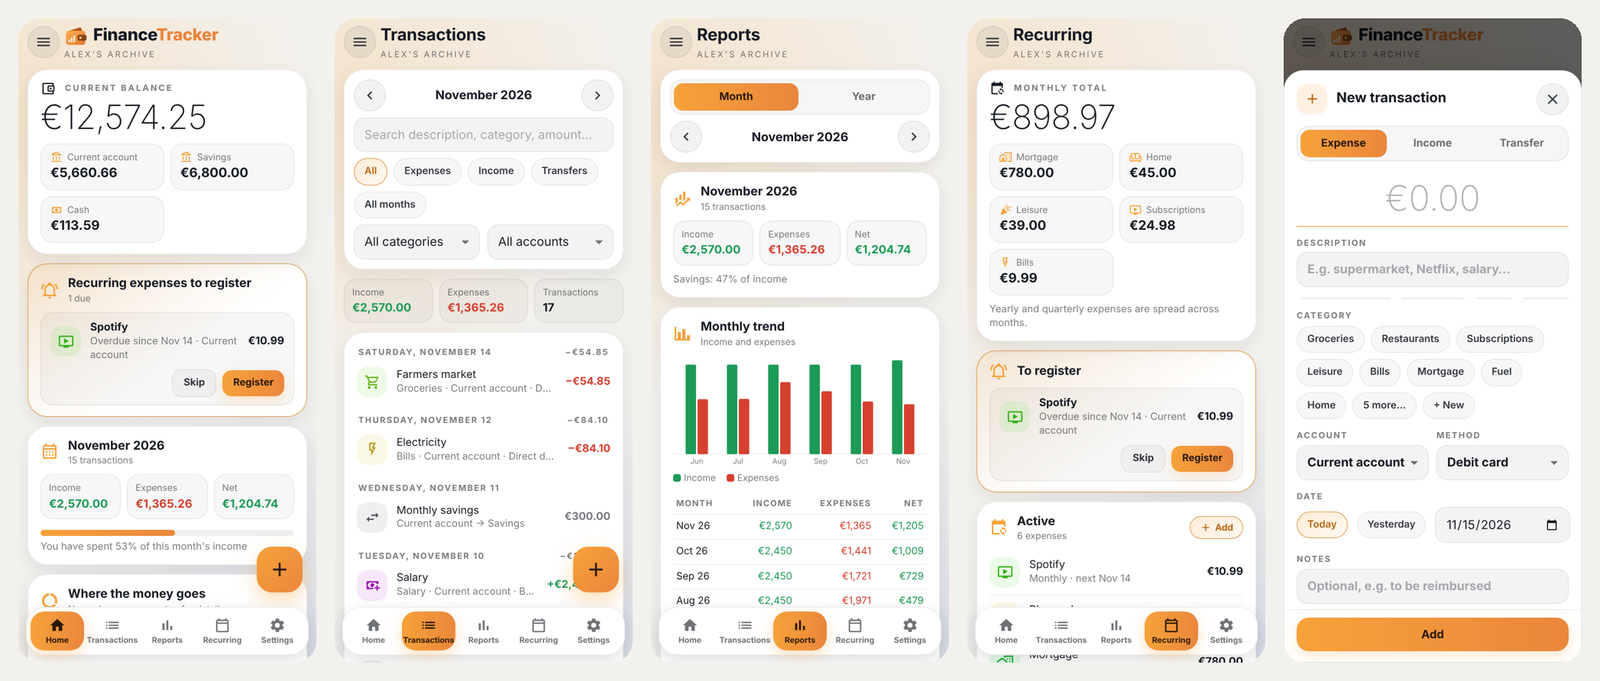 FinanceTracker
ALEX'S ARCHIVE
CURRENT BALANCE
€12,574.25
Current account
€5,660.66
Savings
€6,800.00
Cash
€113.59
Recurring expenses to register
1 due
Spotify
Overdue since Nov 14 · Current account
€10.99
Skip
Register
November 2026
15 transactions
Income
€2,570.00
Expenses
€1,365.26
Net
€1,204.74
You have spent 53% of this month's income
+
Where the money goes
Home
Transactions
Reports
Recurring
Settings
Transactions
ALEX'S ARCHIVE
November 2026
Search description, category, amount...
All
Expenses
Income
Transfers
All months
All categories
All accounts
Income
€2,570.00
Expenses
€1,365.26
Transactions
17
SATURDAY, NOVEMBER 14
−€54.85
Farmers market
Groceries · Current account · D...
−€54.85
THURSDAY, NOVEMBER 12
−€84.10
Electricity
Bills · Current account · Direct d...
−€84.10
WEDNESDAY, NOVEMBER 11
Monthly savings
Current account → Savings
€300.00
TUESDAY, NOVEMBER 10
Salary
Salary · Current account · B...
+
Home
Transactions
Reports
Recurring
Settings
Reports
ALEX'S ARCHIVE
Month
Year
November 2026
November 2026
15 transactions
Income
€2,570.00
Expenses
€1,365.26
Net
€1,204.74
Savings: 47% of income
Monthly trend
Income and expenses
Jun
Jul
Aug
Sep
Oct
Nov
Income
Expenses
MONTH INCOME EXPENSES NET
Nov 26 €2,570 €1,365 €1,205
Oct 26 €2,450 €1,441 €1,009
Sep 26 €2,450 €1,721 €729
Aug 26 €2,450 €1,971 €479
Home
Transactions
Reports
Recurring
Settings
Recurring
ALEX'S ARCHIVE
MONTHLY TOTAL
€898.97
Mortgage
€780.00
Home
€45.00
Leisure
€39.00
Subscriptions
€24.98
Bills
€9.99
Yearly and quarterly expenses are spread across
months.
To register
Spotify
Overdue since Nov 14 · Current
account
€10.99
Skip
Register
Active
6 expenses
+ Add
Spotify
Monthly · next Nov 14
€10.99
Home
Transactions
Reports
Recurring
Settings
Mortgage
€780.00
FinanceTracker
ALEX'S ARCHIVE
+
New transaction
Expense
Income
Transfer
€0.00
DESCRIPTION
E.g. supermarket, Netflix, salary...
CATEGORY
Groceries
Restaurants
Subscriptions
Leisure
Bills
Mortgage
Fuel
Home
5 more...
+ New
ACCOUNT
Current account
METHOD
Debit card
DATE
Today
Yesterday
11/15/2026
NOTES
Optional, e.g. to be reimbursed
Add